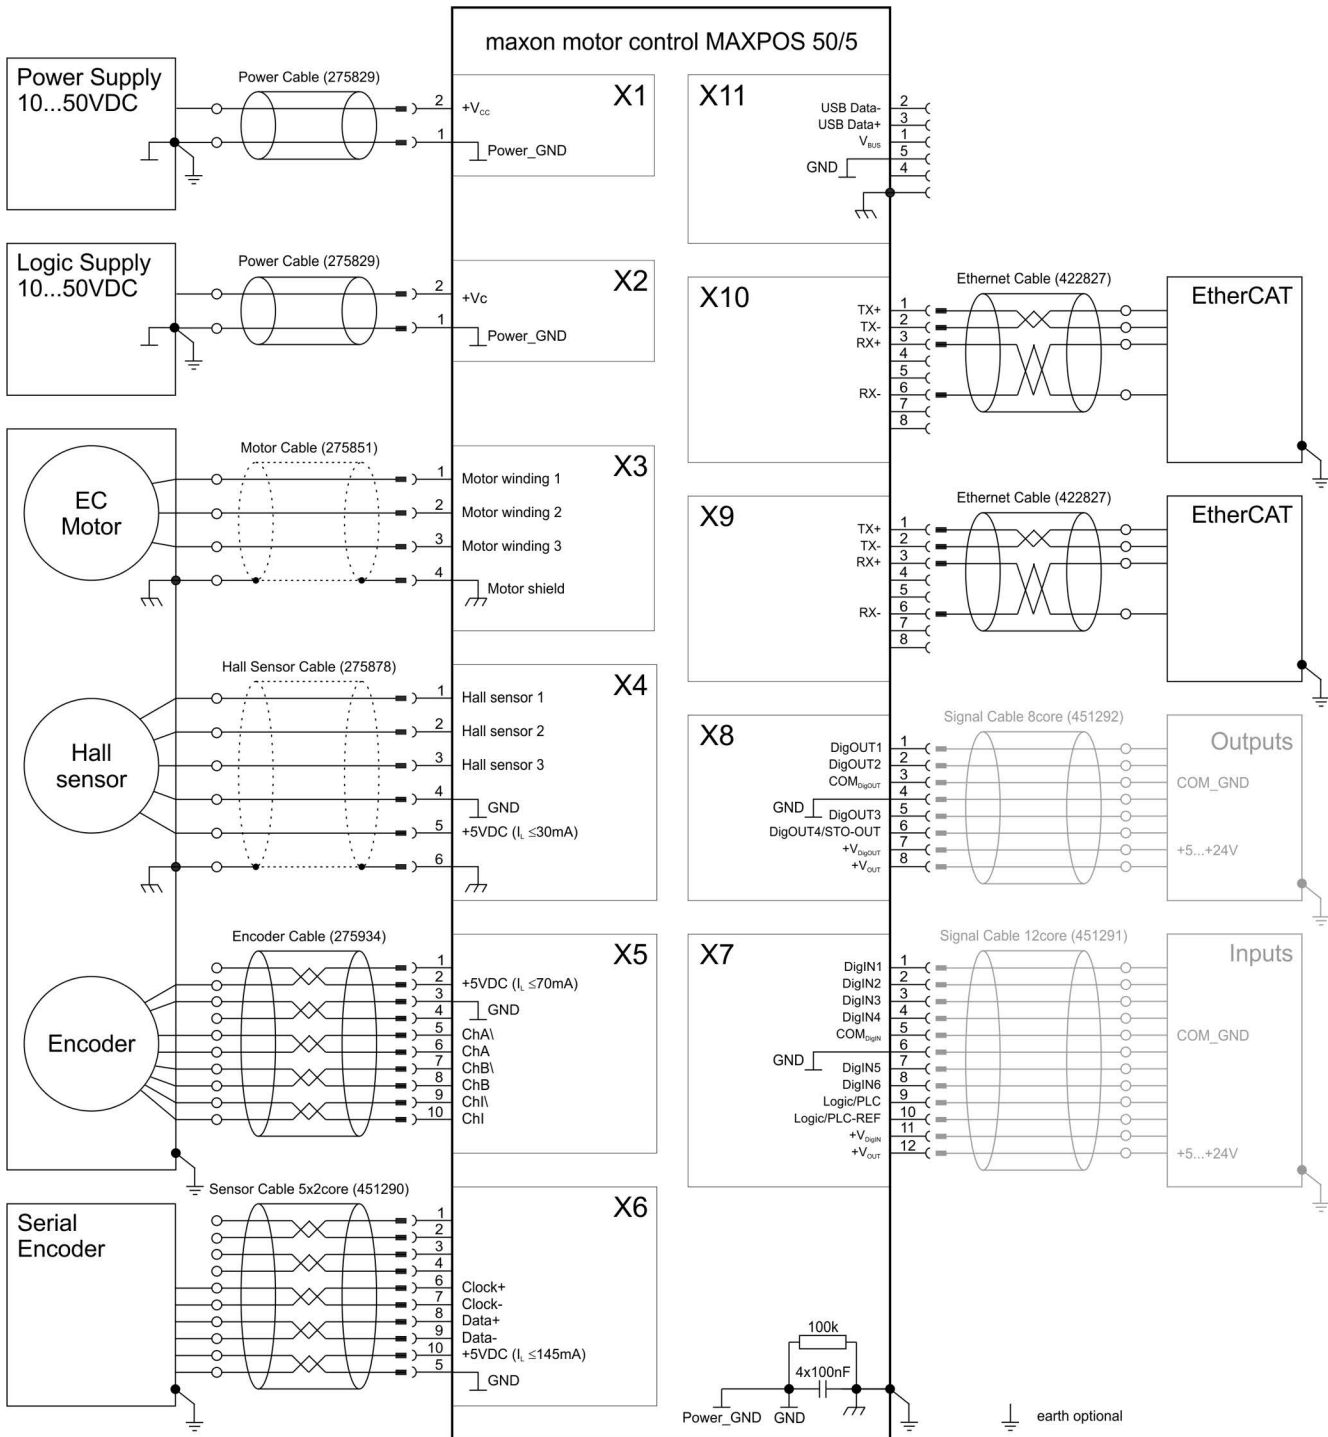 maxon motor control MAXPOS 50/5
Power Supply
10...50VDC
Power Cable (275829)
2
+Vcc
1
Power_GND
X1
Logic Supply
10...50VDC
Power Cable (275829)
2
+Vc
1
Power_GND
X2
EC
Motor
Motor Cable (275851)
1
Motor winding 1
2
Motor winding 2
3
Motor winding 3
4
Motor shield
X3
Hall
sensor
Hall Sensor Cable (275878)
1
Hall sensor 1
2
Hall sensor 2
3
Hall sensor 3
4
GND
5
+5VDC (IL ≤30mA)
6
X4
Encoder
Encoder Cable (275934)
1
2
+5VDC (IL ≤70mA)
3
GND
4
5
ChA\
6
ChA
7
ChB\
8
ChB
9
ChI\
10
ChI
X5
Serial
Encoder
Sensor Cable 5x2core (451290)
1
2
3
4
6
Clock+
7
Clock-
8
Data+
9
Data-
10
+5VDC (IL ≤145mA)
5
GND
X6
X11
USB Data-
2
USB Data+
3
VBUS
1
5
GND
4
X10
Ethernet Cable (422827)
EtherCAT
TX+
1
TX-
2
RX+
3
4
5
RX-
6
7
8
X9
Ethernet Cable (422827)
EtherCAT
TX+
1
TX-
2
RX+
3
4
5
RX-
6
7
8
X8
Signal Cable 8core (451292)
Outputs
DigOUT1
1
DigOUT2
2
COMDigOUT
3
COM_GND
4
GND
DigOUT3
5
DigOUT4/STO-OUT
6
+VDigOUT
7
+5...+24V
+VOUT
8
X7
Signal Cable 12core (451291)
Inputs
DigIN1
1
DigIN2
2
DigIN3
3
DigIN4
4
COMDigIN
5
COM_GND
6
GND
DigIN5
7
DigIN6
8
Logic/PLC
9
Logic/PLC-REF
10
+VDigIN
11
+VOUT
12
+5...+24V
100k
4x100nF
Power_GND
GND
earth optional